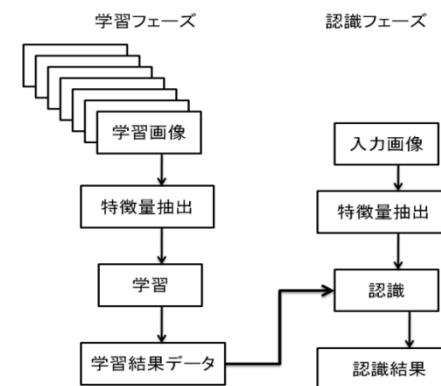 学習フェーズ
学習画像
特徴量抽出
学習
学習結果データ
認識フェーズ
入力画像
特徴量抽出
認識
認識結果